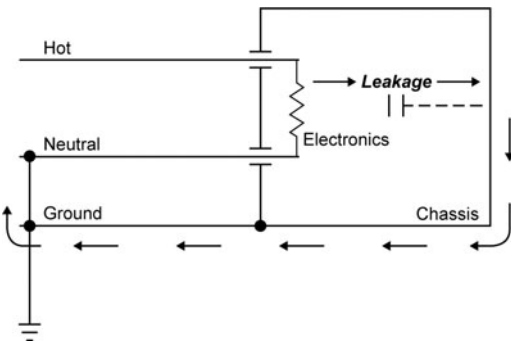 Hot
Leakage
Electronics
Neutral
Ground
Chassis